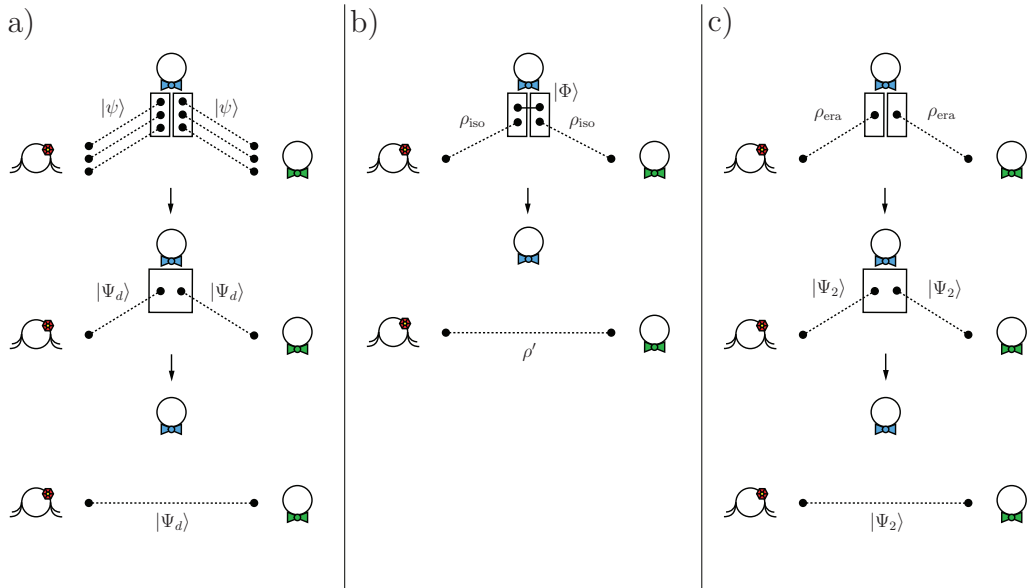 a)
|ψ⟩ |ψ⟩
|Ψ_d⟩ |Ψ_d⟩
|Ψ_d⟩
b)
|Φ⟩
ρ_iso ρ_iso
ρ′
c)
ρ_era ρ_era
|Ψ_2⟩ |Ψ_2⟩
|Ψ_2⟩